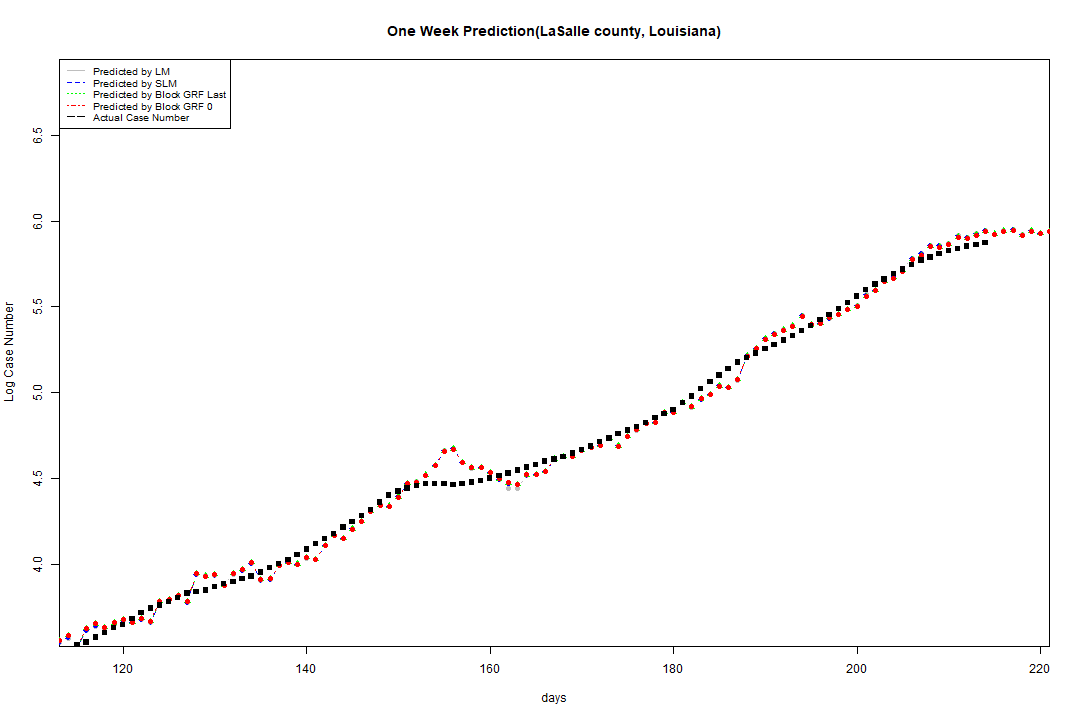 One Week Prediction(LaSalle county, Louisiana)
Predicted by LM
Predicted by SLM
Predicted by Block GRF Last
Predicted by Block GRF 0
Actual Case Number
6.5
6.0
5.5
5.0
4.5
4.0
Log Case Number
120 140 160 180 200 220
days